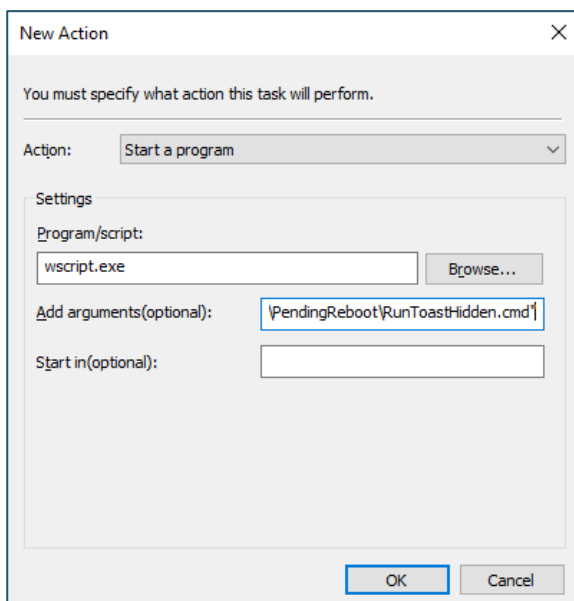 New Action
You must specify what action this task will perform.
Action: Start a program
Settings
Program/script:
wscript.exe Browse...
Add arguments(optional): \PendingReboot\RunToastHidden.cmd"
Start in(optional):
OK Cancel